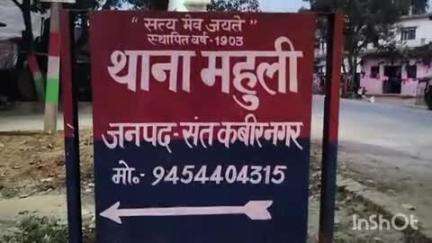 "सत्य मेव जयते"
स्थापित वर्ष-1903
थाना महुली
जनपद-संत कबीरनगर
मो०-9454404315
InShOt